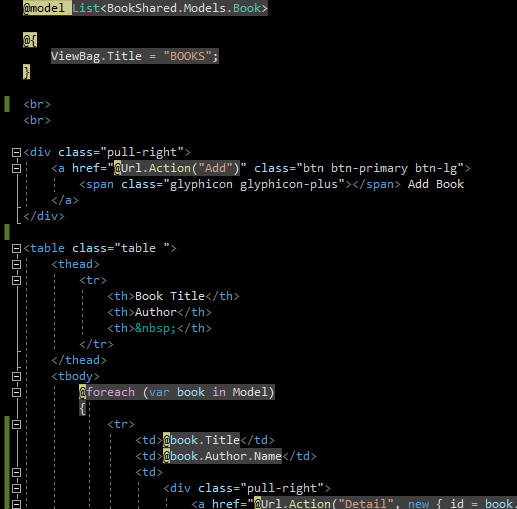 @model List<BookShared.Models.Book>
@{
ViewBag.Title = "BOOKS";
}
<br>
<br>
<div class="pull-right">
<a href="@Url.Action("Add")" class="btn btn-primary btn-lg">
<span class="glyphicon glyphicon-plus"></span> Add Book
</a>
</div>
<table class="table ">
<thead>
<tr>
<th>Book Title</th>
<th>Author</th>
<th>&nbsp;</th>
</tr>
</thead>
<tbody>
@foreach (var book in Model)
{
<tr>
<td>@book.Title</td>
<td>@book.Author.Name</td>
<td>
<div class="pull-right">
<a href="@Url.Action("Detail", new { id = book.